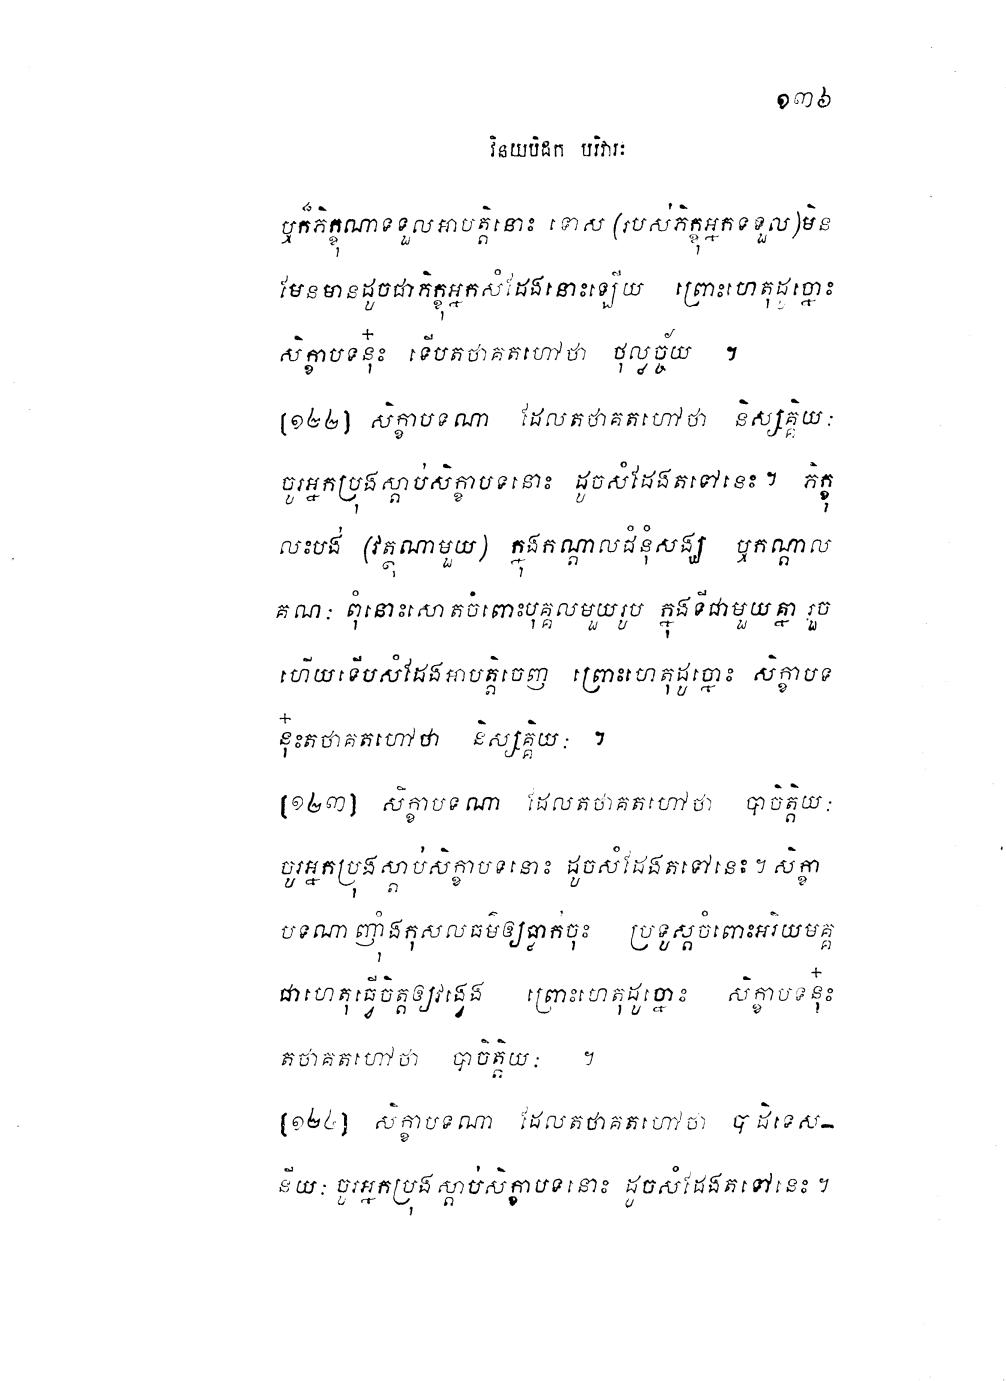 ១៣៦
វិនយបិដក បរិវារៈ
ឬក៏ភិក្ខុណាទទួលអាបត្តិនោះ ទោស (របស់ភិក្ខុអ្នកទទួល) មិន
មែនមានដូចជាភិក្ខុអ្នកសំដែងនោះឡើយ ព្រោះហេតុដូច្នោះ
សិក្ខាបទនុ៎ះ ទើបតថាគតហៅថា ថុល្លច្ច័យ ។
[១២២] សិក្ខាបទណា ដែលតថាគតហៅថា និស្សគ្គិយៈ
ចូរអ្នកប្រុងស្តាប់សិក្ខាបទនោះ ដូចសំដែងតទៅនេះ ។ ភិក្ខុ
លះបង់ (វត្ថុណាមួយ) ក្នុងកណ្តាលជំនុំសង្ឃ ឬកណ្តាល
គណៈ ពុំនោះសោតចំពោះបុគ្គលមួយរូប ក្នុងទីជាមួយគ្នា រួច
ហើយទើបសំដែងអាបត្តិចេញ ព្រោះហេតុដូច្នោះ សិក្ខាបទ
នុ៎ះតថាគតហៅថា និស្សគ្គិយៈ ។
[១២៣] សិក្ខាបទណា ដែលតថាគតហៅថា បាចិត្តិយៈ
ចូរអ្នកប្រុងស្តាប់សិក្ខាបទនោះ ដូចសំដែងតទៅនេះ ។ សិក្ខា
បទណា ញុំាងកុសលធម៌ឲ្យធ្លាក់ចុះ ប្រទូស្តចំពោះអរិយមគ្គ
ជាហេតុធ្វើចិត្តឲ្យវង្វេង ព្រោះហេតុដូច្នោះ សិក្ខាបទនុ៎ះ
តថាគតហៅថា បាចិត្តិយៈ ។
[១២៤] សិក្ខាបទណា ដែលតថាគតហៅថា បាដិទេស-
នីយៈ ចូរអ្នកប្រុងស្តាប់សិក្ខាបទនោះ ដូចសំដែងតទៅនេះ ។